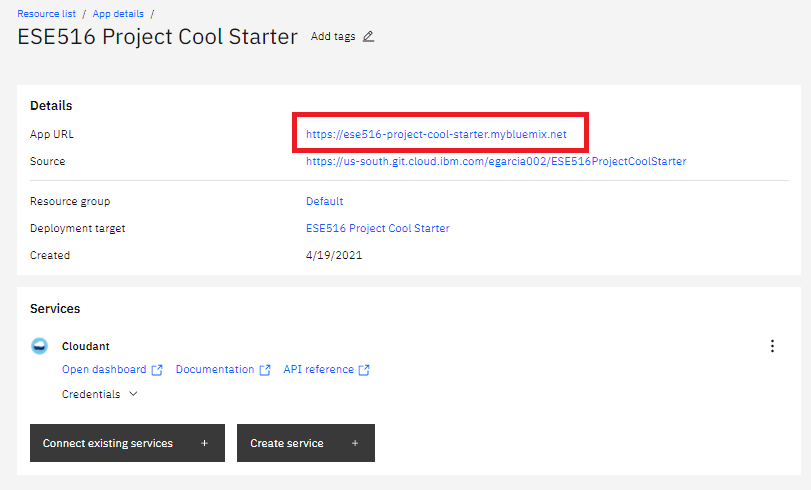 Resource list / App details /
ESE516 Project Cool Starter Add tags
Details
App URL https://ese516-project-cool-starter.mybluemix.net
Source https://us-south.git.cloud.ibm.com/egarcia002/ESE516ProjectCoolStarter
Resource group Default
Deployment target ESE516 Project Cool Starter
Created 4/19/2021
Services
Cloudant
Open dashboard Documentation API reference
Credentials
Connect existing services + Create service +